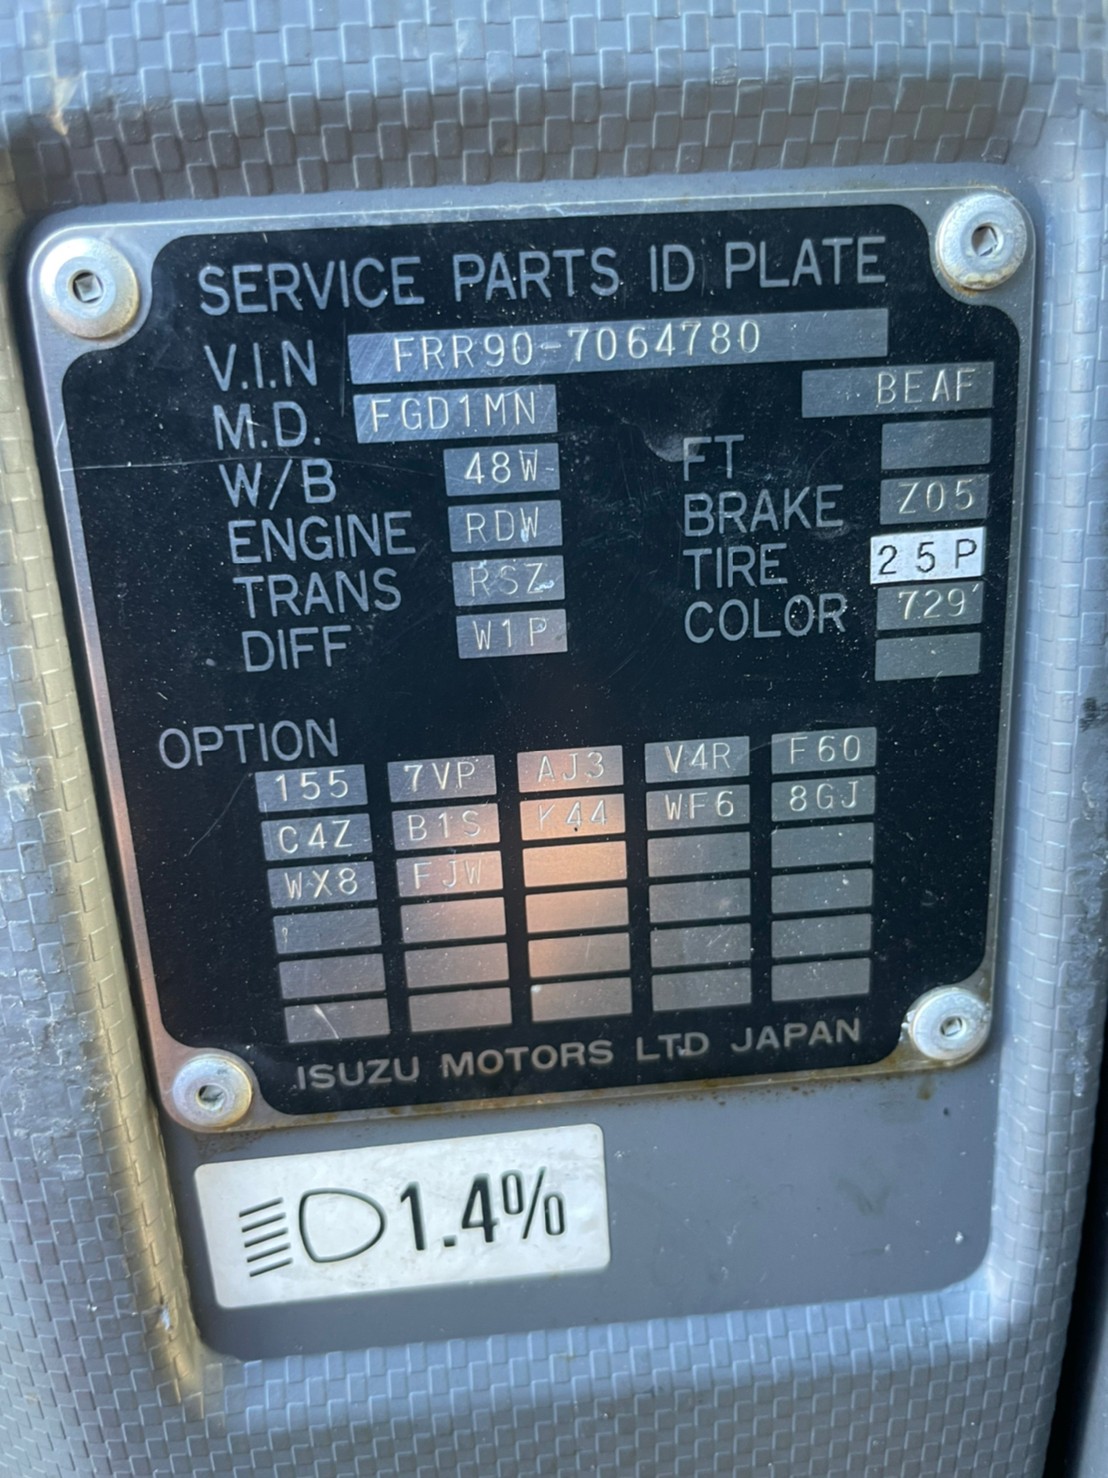 SERVICE PARTS ID PLATE
V.I.N FRR90-7064780
M.D. FGD1MN BEAF
W/B 48W FT
ENGINE RDW BRAKE Z05
TRANS RSZ TIRE 25P
DIFF W1P COLOR 729
OPTION
155 7VP AJ3 V4R F60
C4Z B1S K44 WF6 8GJ
WX8 FJW
ISUZU MOTORS LTD JAPAN
1.4%